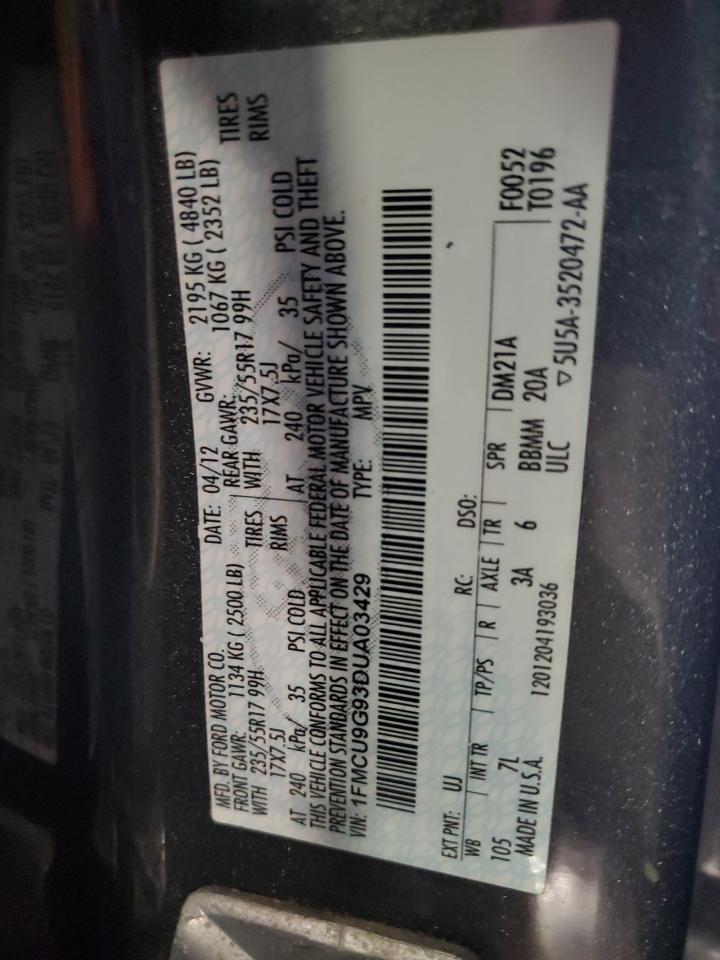 MFD. BY FORD MOTOR CO. DATE: 04/12 GVWR: 2195 KG ( 4840 LB)
FRONT GAWR: 1134 KG ( 2500 LB) REAR GAWR: 1067 KG ( 2352 LB)
WITH 235/55R17 99H TIRES WITH 235/55R17 99H TIRES
17X7.5J RIMS 17X7.5J RIMS
AT 240 kPa/ 35 PSI COLD AT 240 kPa/ 35 PSI COLD
THIS VEHICLE CONFORMS TO ALL APPLICABLE FEDERAL MOTOR VEHICLE SAFETY AND THEFT
PREVENTION STANDARDS IN EFFECT ON THE DATE OF MANUFACTURE SHOWN ABOVE.
VIN: 1FMCU9G93DUA03429 TYPE: MPV
EXT PNT: UJ RC: DSO:
WB INT TR TP/PS R AXLE TR SPR DM21A F0052
105 7L 3A 6 BBMM 20A T0196
MADE IN U.S.A. 1201204193036 ULC ▽5U5A-3520472-AA